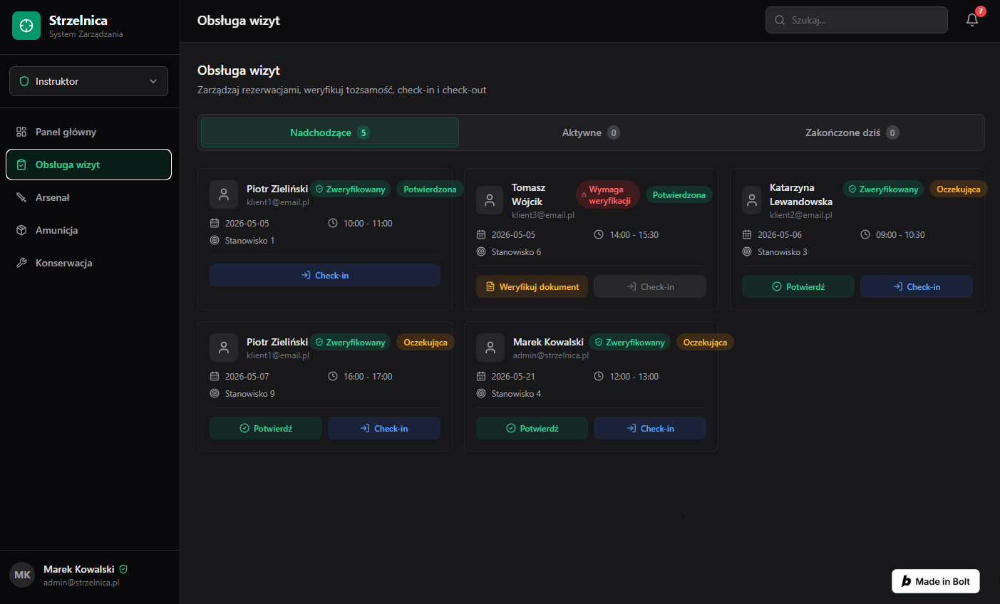 Strzelnica
System Zarządzania
Instruktor
Panel główny
Obsługa wizyt
Arsenał
Amunicja
Konserwacja
Marek Kowalski
admin@strzelnica.pl
MK
Obsługa wizyt
Szukaj...
7
Obsługa wizyt
Zarządzaj rezerwacjami, weryfikuj tożsamość, check-in i check-out
Nadchodzące 5
Aktywne 0
Zakończone dziś 0
Piotr Zieliński Zweryfikowany Potwierdzona
klient1@email.pl
2026-05-05 10:00 - 11:00
Stanowisko 1
Check-in
Tomasz
Wójcik
Wymaga
weryfikacji
Potwierdzona
klient3@email.pl
2026-05-05 14:00 - 15:30
Stanowisko 6
Weryfikuj dokument Check-in
Katarzyna
Lewandowska
Zweryfikowany Oczekująca
klient2@email.pl
2026-05-06 09:00 - 10:30
Stanowisko 3
Potwierdź Check-in
Piotr Zieliński Zweryfikowany Oczekująca
klient1@email.pl
2026-05-07 16:00 - 17:00
Stanowisko 9
Potwierdź Check-in
Marek Kowalski Zweryfikowany Oczekująca
admin@strzelnica.pl
2026-05-21 12:00 - 13:00
Stanowisko 4
Potwierdź Check-in
b Made in Bolt